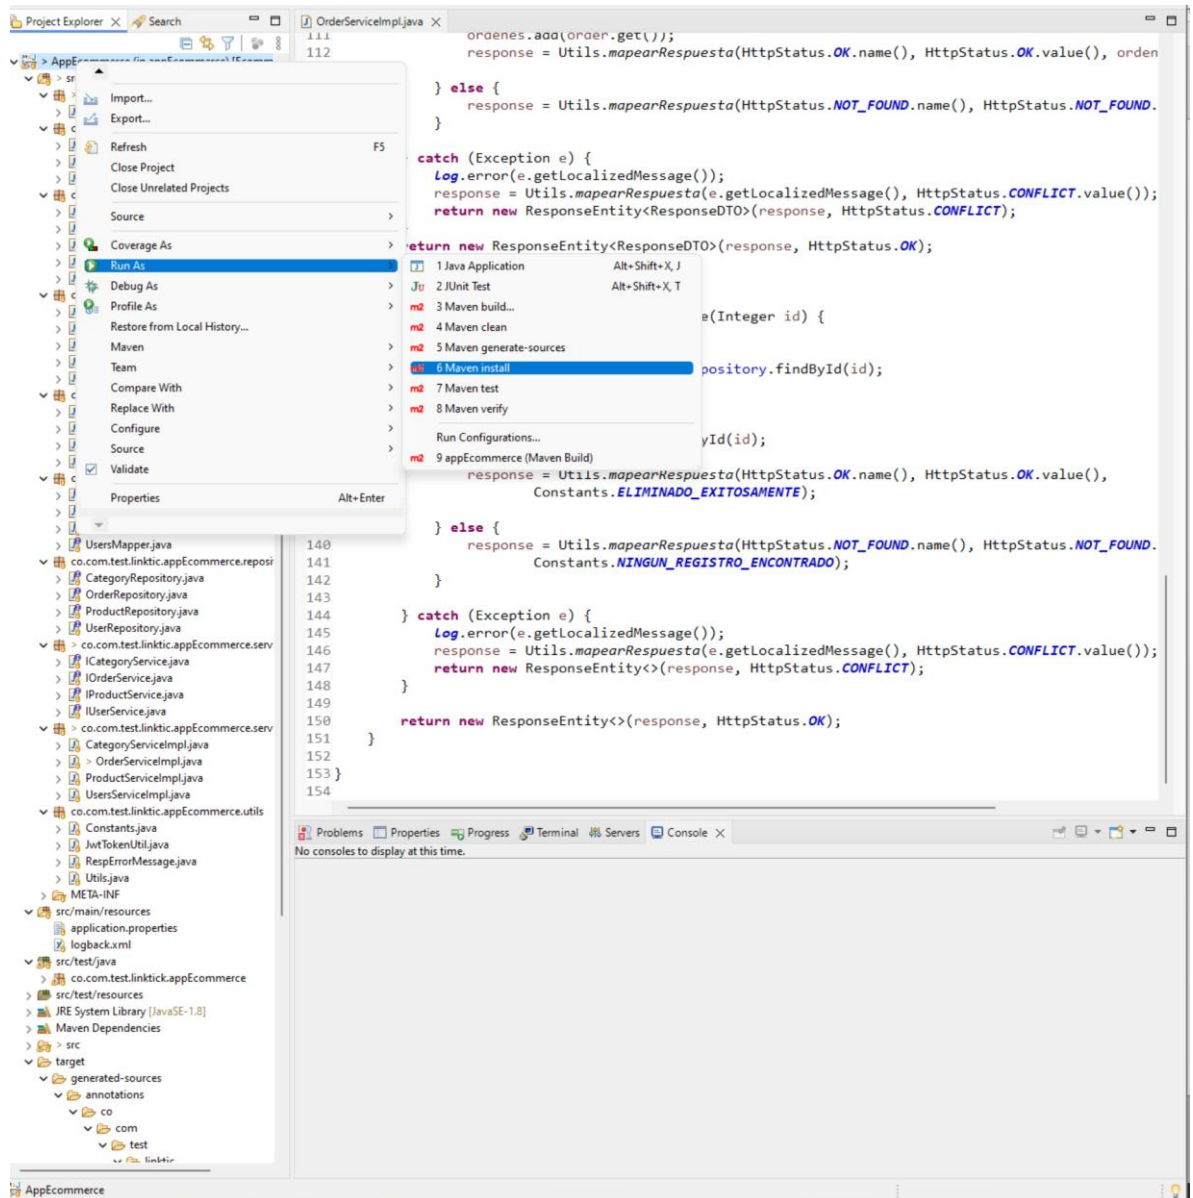 Project Explorer
Search
> AppEcommerce (in appEcommerce) [Ecomm
> sr
Import...
Export...
Refresh F5
Close Project
Close Unrelated Projects
Source
Coverage As
Run As
Debug As
Profile As
Restore from Local History...
Maven
Team
Compare With
Replace With
Configure
Source
Validate
Properties Alt+Enter
1 Java Application Alt+Shift+X, J
2 JUnit Test Alt+Shift+X, T
3 Maven build...
4 Maven clean
5 Maven generate-sources
6 Maven install
7 Maven test
8 Maven verify
Run Configurations...
9 appEcommerce (Maven Build)
UsersMapper.java
co.com.test.linktic.appEcommerce.reposit
CategoryRepository.java
OrderRepository.java
ProductRepository.java
UserRepository.java
> co.com.test.linktic.appEcommerce.serv
ICategoryService.java
IOrderService.java
IProductService.java
IUserService.java
> co.com.test.linktic.appEcommerce.serv
CategoryServiceImpl.java
> OrderServiceImpl.java
ProductServiceImpl.java
UsersServiceImpl.java
co.com.test.linktic.appEcommerce.utils
Constants.java
JwtTokenUtil.java
RespErrorMessage.java
Utils.java
META-INF
src/main/resources
application.properties
logback.xml
src/test/java
co.com.test.linktick.appEcommerce
src/test/resources
JRE System Library [JavaSE-1.8]
Maven Dependencies
> src
target
generated-sources
annotations
co
com
test
linktic
OrderServiceImpl.java
111 ordenes.add(order.get());
112 response = Utils.mapearRespuesta(HttpStatus.OK.name(), HttpStatus.OK.value(), orden
} else {
response = Utils.mapearRespuesta(HttpStatus.NOT_FOUND.name(), HttpStatus.NOT_FOUND.
}
catch (Exception e) {
log.error(e.getLocalizedMessage());
response = Utils.mapearRespuesta(e.getLocalizedMessage(), HttpStatus.CONFLICT.value());
return new ResponseEntity<ResponseDTO>(response, HttpStatus.CONFLICT);
eturn new ResponseEntity<ResponseDTO>(response, HttpStatus.OK);
e(Integer id) {
pository.findById(id);
yId(id);
response = Utils.mapearRespuesta(HttpStatus.OK.name(), HttpStatus.OK.value(),
Constants.ELIMINADO_EXITOSAMENTE);
} else {
140 response = Utils.mapearRespuesta(HttpStatus.NOT_FOUND.name(), HttpStatus.NOT_FOUND.
141 Constants.NINGUN_REGISTRO_ENCONTRADO);
142 }
143
144 } catch (Exception e) {
145 log.error(e.getLocalizedMessage());
146 response = Utils.mapearRespuesta(e.getLocalizedMessage(), HttpStatus.CONFLICT.value());
147 return new ResponseEntity<>(response, HttpStatus.CONFLICT);
148 }
149
150 return new ResponseEntity<>(response, HttpStatus.OK);
151 }
152
153 }
154
Problems Properties Progress Terminal Servers Console
No consoles to display at this time.
AppEcommerce